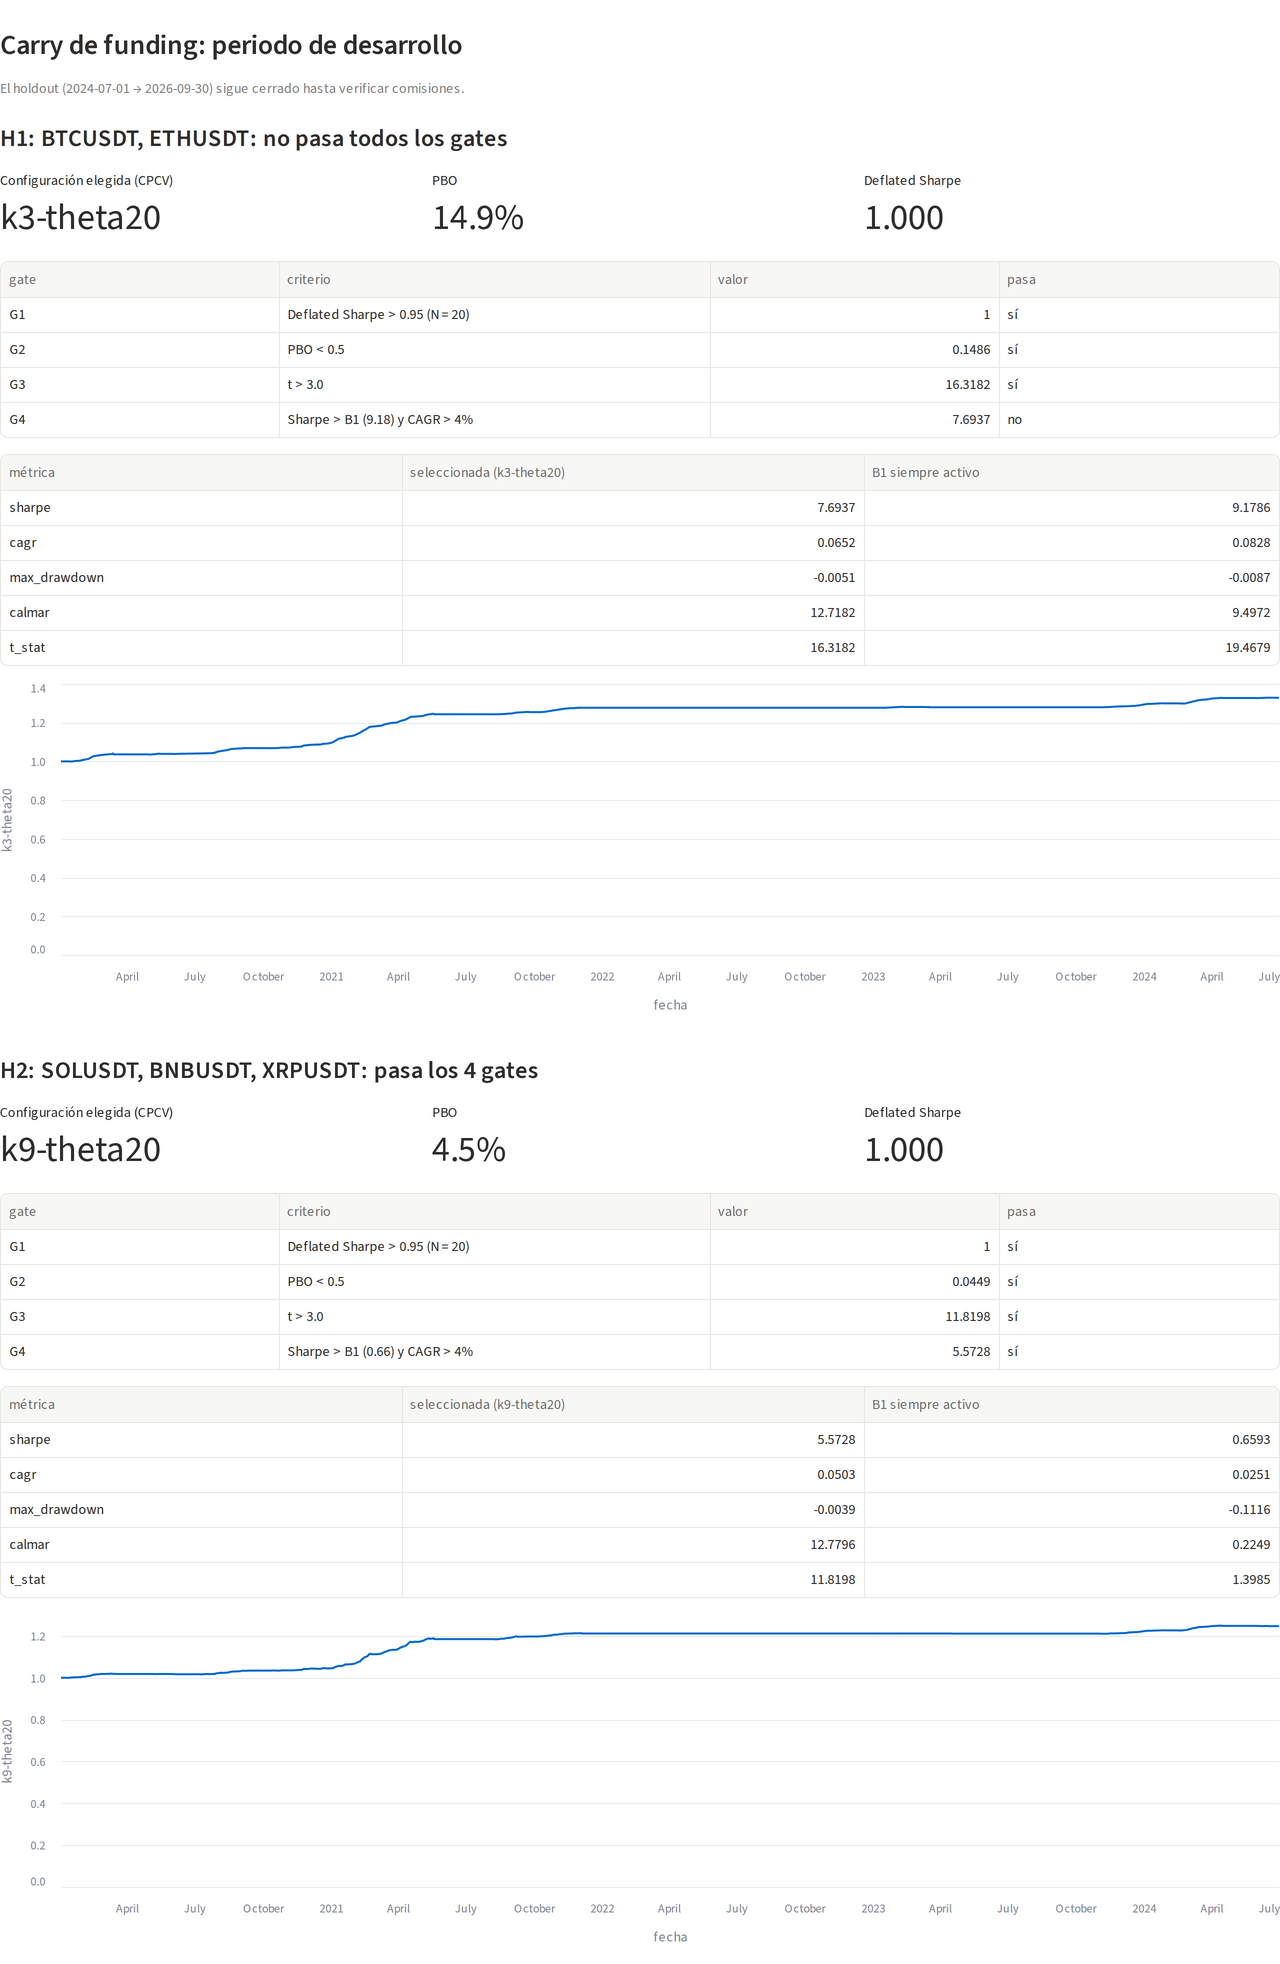 Carry de funding: periodo de desarrollo
El holdout (2024-07-01 → 2026-09-30) sigue cerrado hasta verificar comisiones.
H1: BTCUSDT, ETHUSDT: no pasa todos los gates
Configuración elegida (CPCV) PBO Deflated Sharpe
k3-theta20 14.9% 1.000
gate criterio valor pasa
G1 Deflated Sharpe > 0.95 (N = 20) 1 sí
G2 PBO < 0.5 0.1486 sí
G3 t > 3.0 16.3182 sí
G4 Sharpe > B1 (9.18) y CAGR > 4% 7.6937 no
métrica seleccionada (k3-theta20) B1 siempre activo
sharpe 7.6937 9.1786
cagr 0.0652 0.0828
max_drawdown -0.0051 -0.0087
calmar 12.7182 9.4972
t_stat 16.3182 19.4679
1.4
1.2
1.0
0.8
0.6
0.4
0.2
0.0
k3-theta20
April July October 2021 April July October 2022 April July October 2023 April July October 2024 April July
fecha
H2: SOLUSDT, BNBUSDT, XRPUSDT: pasa los 4 gates
Configuración elegida (CPCV) PBO Deflated Sharpe
k9-theta20 4.5% 1.000
gate criterio valor pasa
G1 Deflated Sharpe > 0.95 (N = 20) 1 sí
G2 PBO < 0.5 0.0449 sí
G3 t > 3.0 11.8198 sí
G4 Sharpe > B1 (0.66) y CAGR > 4% 5.5728 sí
métrica seleccionada (k9-theta20) B1 siempre activo
sharpe 5.5728 0.6593
cagr 0.0503 0.0251
max_drawdown -0.0039 -0.1116
calmar 12.7796 0.2249
t_stat 11.8198 1.3985
1.2
1.0
0.8
0.6
0.4
0.2
0.0
k9-theta20
April July October 2021 April July October 2022 April July October 2023 April July October 2024 April July
fecha